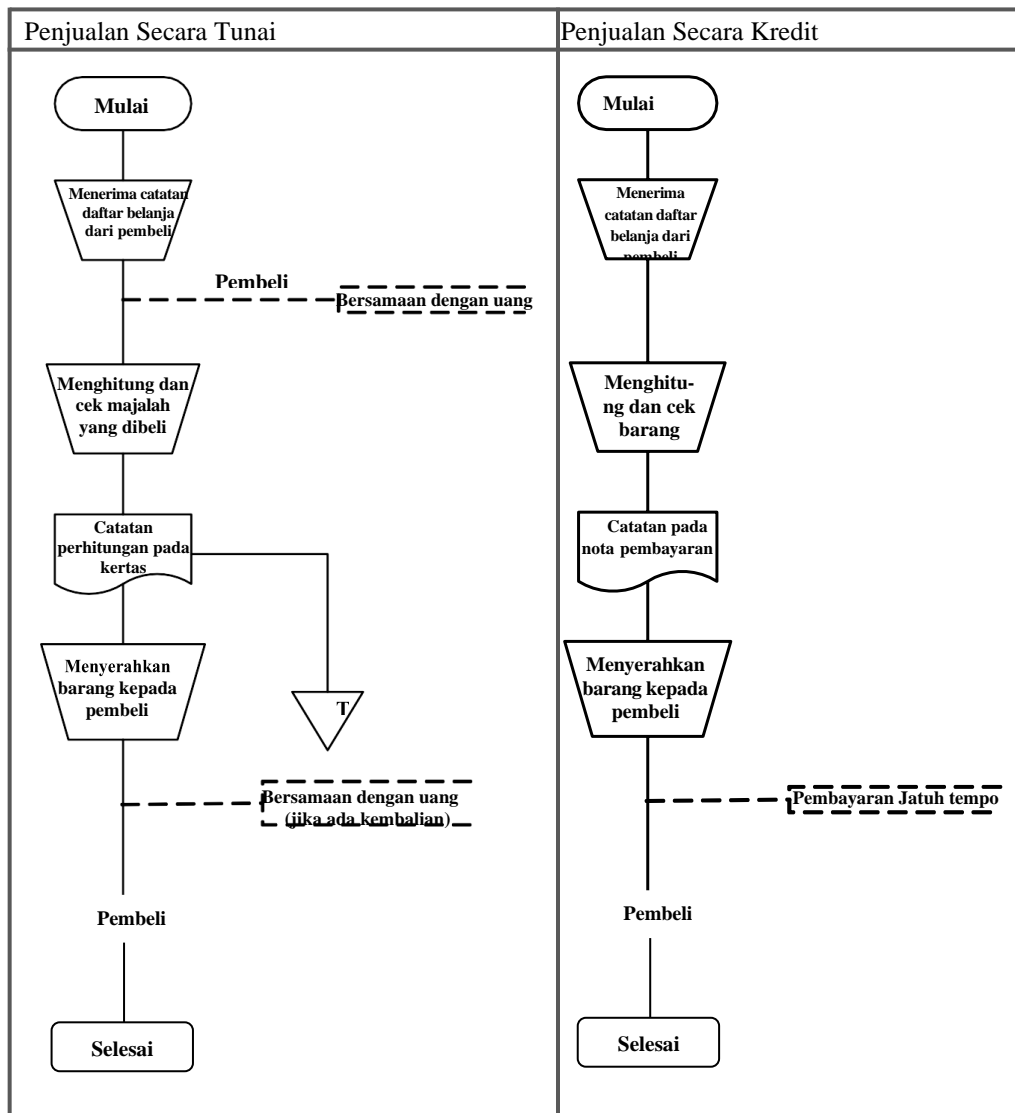 Penjualan Secara Tunai
Mulai
Menerima catatan
daftar belanja
dari pembeli
Pembeli
Bersamaan dengan uang
Menghitung dan
cek majalah
yang dibeli
Catatan
perhitungan pada
kertas
Menyerahkan
barang kepada
pembeli
T
Bersamaan dengan uang
(jika ada kembalian)
Pembeli
Selesai
Penjualan Secara Kredit
Mulai
Menerima
catatan daftar
belanja dari
pembeli
Menghitu-
ng dan cek
barang
Catatan pada
nota pembayaran
Menyerahkan
barang kepada
pembeli
Pembayaran Jatuh tempo
Pembeli
Selesai